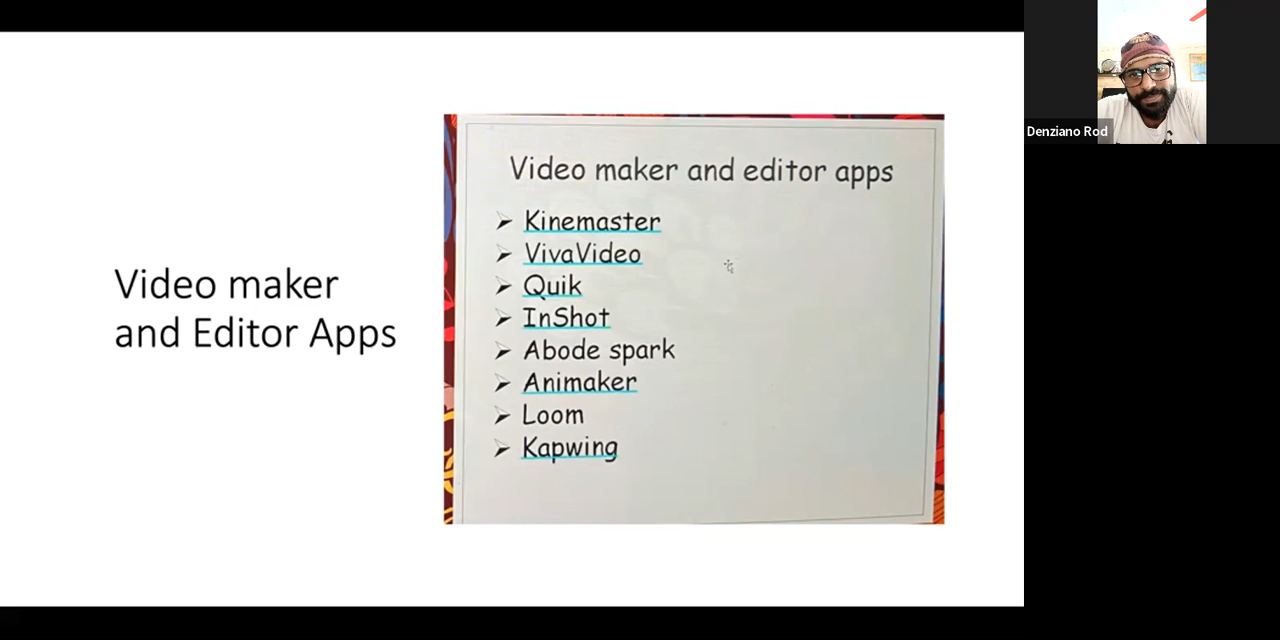 Video maker
and Editor Apps
Video maker and editor apps
➢ Kinemaster
➢ VivaVideo
➢ Quik
➢ InShot
➢ Abode spark
➢ Animaker
➢ Loom
➢ Kapwing
Denziano Rod